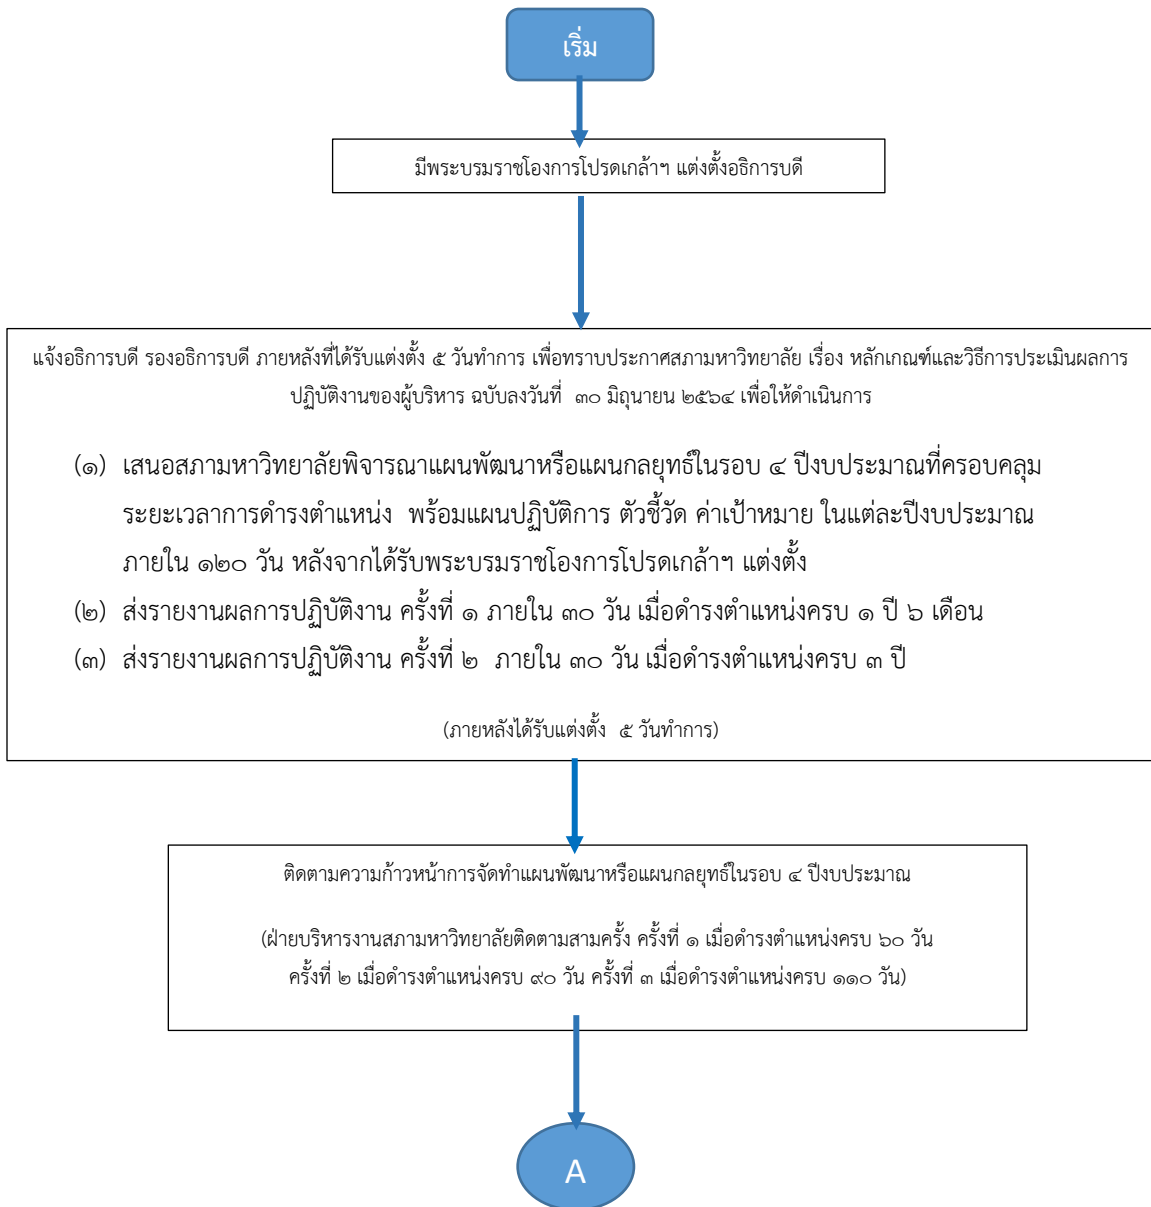 เริ่ม
มีพระบรมราชโองการโปรดเกล้าฯ แต่งตั้งอธิการบดี
แจ้งอธิการบดี รองอธิการบดี ภายหลังที่ได้รับแต่งตั้ง ๕ วันทำการ เพื่อทราบประกาศสภามหาวิทยาลัย เรื่อง หลักเกณฑ์และวิธีการประเมินผลการ
ปฏิบัติงานของผู้บริหาร ฉบับลงวันที่ ๓๐ มิถุนายน ๒๕๖๔ เพื่อให้ดำเนินการ
(๑) เสนอสภามหาวิทยาลัยพิจารณาแผนพัฒนาหรือแผนกลยุทธ์ในรอบ ๔ ปีงบประมาณที่ครอบคลุม
ระยะเวลาการดำรงตำแหน่ง พร้อมแผนปฏิบัติการ ตัวชี้วัด ค่าเป้าหมาย ในแต่ละปีงบประมาณ
ภายใน ๑๒๐ วัน หลังจากได้รับพระบรมราชโองการโปรดเกล้าฯ แต่งตั้ง
(๒) ส่งรายงานผลการปฏิบัติงาน ครั้งที่ ๑ ภายใน ๓๐ วัน เมื่อดำรงตำแหน่งครบ ๑ ปี ๖ เดือน
(๓) ส่งรายงานผลการปฏิบัติงาน ครั้งที่ ๒ ภายใน ๓๐ วัน เมื่อดำรงตำแหน่งครบ ๓ ปี
(ภายหลังได้รับแต่งตั้ง ๕ วันทำการ)
ติดตามความก้าวหน้าการจัดทำแผนพัฒนาหรือแผนกลยุทธ์ในรอบ ๔ ปีงบประมาณ
(ฝ่ายบริหารงานสภามหาวิทยาลัยติดตามสามครั้ง ครั้งที่ ๑ เมื่อดำรงตำแหน่งครบ ๖๐ วัน
ครั้งที่ ๒ เมื่อดำรงตำแหน่งครบ ๙๐ วัน ครั้งที่ ๓ เมื่อดำรงตำแหน่งครบ ๑๑๐ วัน)
A